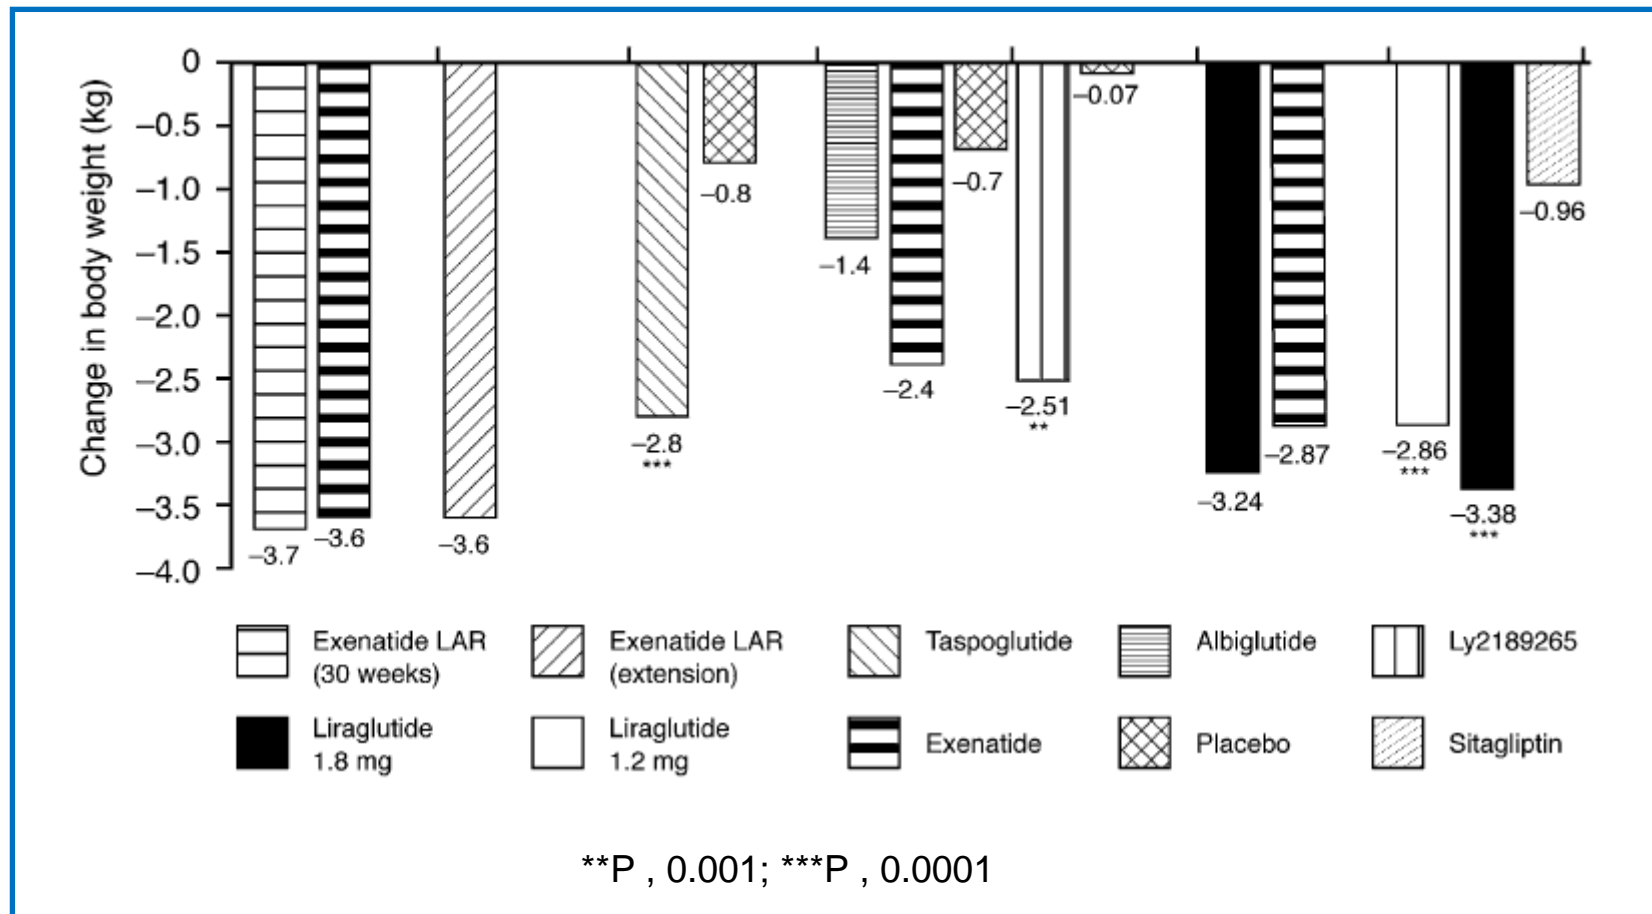 Change in body weight (kg)
0
–0.5
–1.0
–1.5
–2.0
–2.5
–3.0
–3.5
–4.0
–3.7
–3.6
–3.6
–2.8
***
–0.8
–1.4
–2.4
–0.7
–2.51
**
–0.07
–3.24
–2.87
–2.86
***
–3.38
***
–0.96
Exenatide LAR
(30 weeks)
Exenatide LAR
(extension)
Taspoglutide
Albiglutide
Ly2189265
Liraglutide
1.8 mg
Liraglutide
1.2 mg
Exenatide
Placebo
Sitagliptin
**P , 0.001; ***P , 0.0001